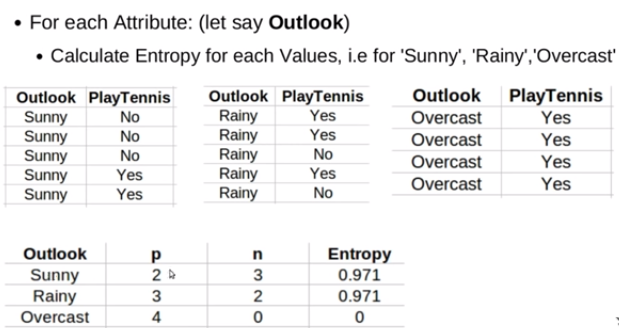 • For each Attribute: (let say Outlook)
• Calculate Entropy for each Values, i.e for 'Sunny', 'Rainy','Overcast'
Outlook PlayTennis
Sunny No
Sunny No
Sunny No
Sunny Yes
Sunny Yes
Outlook PlayTennis
Rainy Yes
Rainy Yes
Rainy No
Rainy Yes
Rainy No
Outlook PlayTennis
Overcast Yes
Overcast Yes
Overcast Yes
Overcast Yes
Outlook p n Entropy
Sunny 2 3 0.971
Rainy 3 2 0.971
Overcast 4 0 0